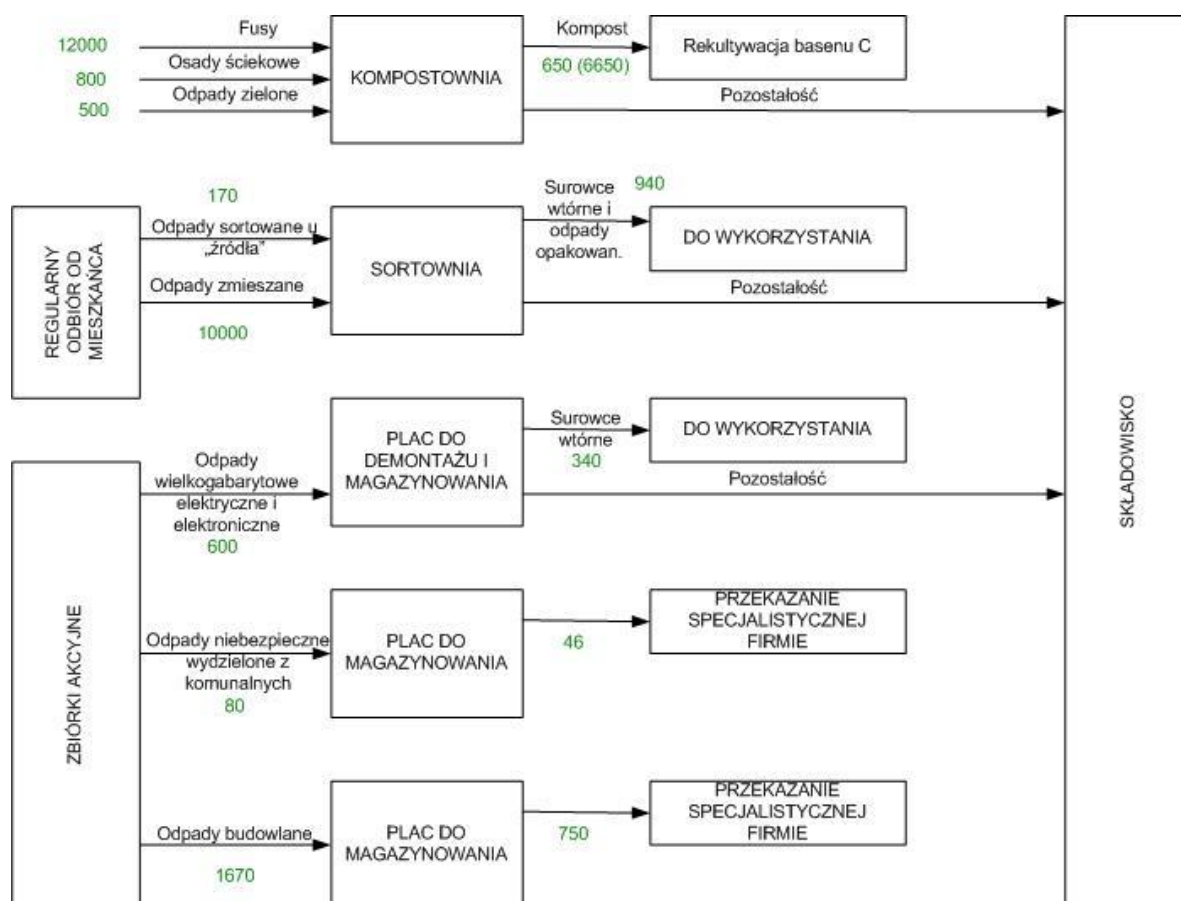 Fusy
12000
Osady ściekowe
800
Odpady zielone
500
KOMPOSTOWNIA
Kompost
650 (6650)
Rekultywacja basenu C
Pozostałość
REGULARNY
ODBIÓR OD
MIESZKAŃCA
170
Odpady sortowane u
„źródła”
Odpady zmieszane
10000
SORTOWNIA
Surowce
wtórne i
odpady
opakowan.
940
DO WYKORZYSTANIA
Pozostałość
ZBIÓRKI AKCYJNE
Odpady
wielkogabarytowe
elektryczne i
elektroniczne
600
PLAC DO
DEMONTAŻU I
MAGAZYNOWANIA
Surowce
wtórne
340
DO WYKORZYSTANIA
Pozostałość
Odpady niebezpieczne
wydzielone z
komunalnych
80
PLAC DO
MAGAZYNOWANIA
46
PRZEKAZANIE
SPECJALISTYCZNEJ
FIRMIE
Odpady budowlane
1670
PLAC DO
MAGAZYNOWANIA
750
PRZEKAZANIE
SPECJALISTYCZNEJ
FIRMIE
SKŁADOWISKO